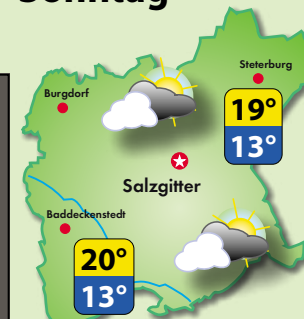 Sonntag
Steterburg
Burgdorf
19°
13°
Salzgitter
Baddeckenstedt
20°
13°